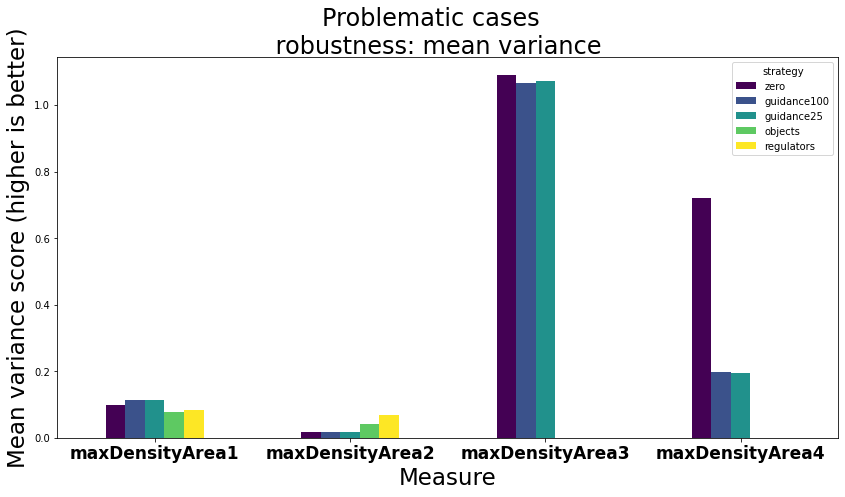 Problematic cases
robustness: mean variance
Mean variance score (higher is better)
1.0
0.8
0.6
0.4
0.2
0.0
strategy
zero
guidance100
guidance25
objects
regulators
maxDensityArea1 maxDensityArea2 maxDensityArea3 maxDensityArea4
Measure